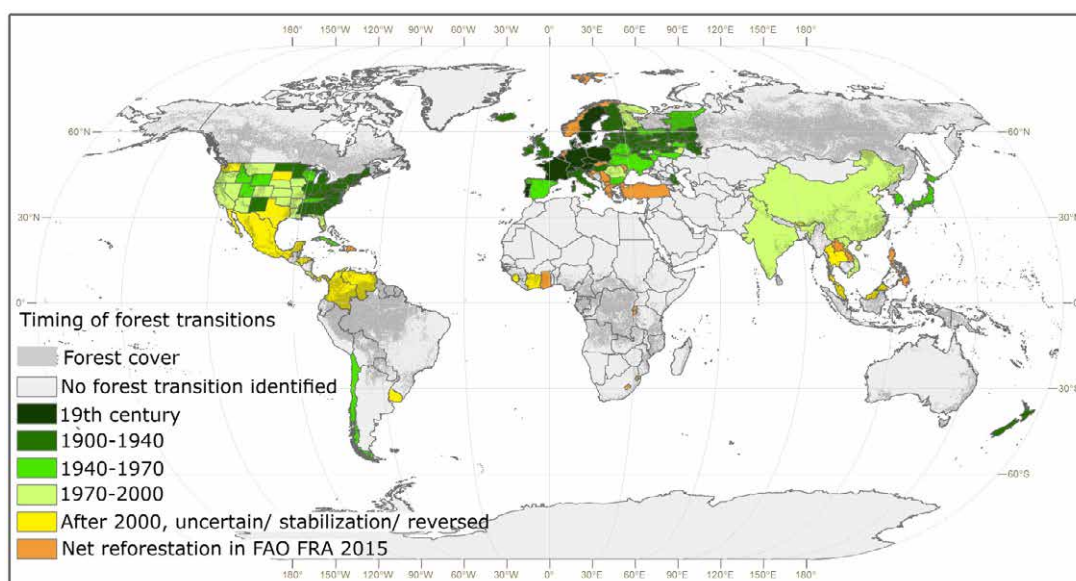 180° 150°W 120°W 90°W 60°W 30°W 0° 30°E 60°E 90°E 120°E 150°E 180°
60°N 60°N
30°N 30°N
0° 0°
Timing of forest transitions
Forest cover
No forest transition identified
30°S
19th century
1900-1940
1940-1970
60°S
1970-2000
After 2000, uncertain/ stabilization/ reversed
Net reforestation in FAO FRA 2015
180° 150°W 120°W 90°W 60°W 30°W 0° 30°E 60°E 90°E 120°E 150°E 180°